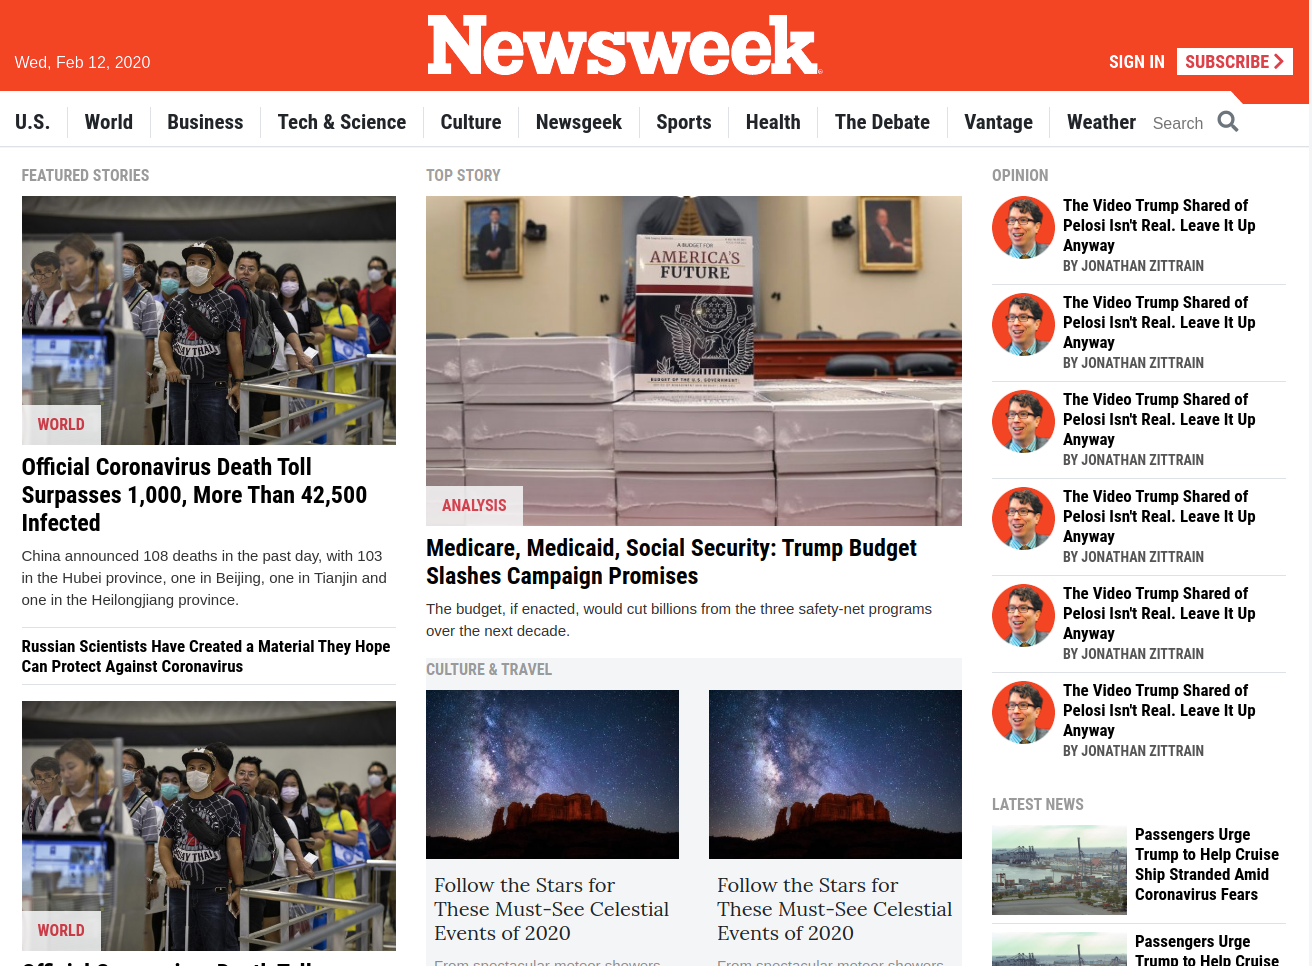 Newsweek
Wed, Feb 12, 2020
SIGN IN
SUBSCRIBE
U.S.
World
Business
Tech & Science
Culture
Newsgeek
Sports
Health
The Debate
Vantage
Weather
Search
FEATURED STORIES
MUAY THAI
WORLD
Official Coronavirus Death Toll
Surpasses 1,000, More Than 42,500
Infected
China announced 108 deaths in the past day, with 103
in the Hubei province, one in Beijing, one in Tianjin and
one in the Heilongjiang province.
Russian Scientists Have Created a Material They Hope
Can Protect Against Coronavirus
MUAY THAI
WORLD
TOP STORY
A BUDGET FOR
AMERICA'S
FUTURE
BUDGET OF THE U.S. GOVERNMENT
ANALYSIS
Medicare, Medicaid, Social Security: Trump Budget
Slashes Campaign Promises
The budget, if enacted, would cut billions from the three safety-net programs
over the next decade.
CULTURE & TRAVEL
Follow the Stars for
These Must-See Celestial
Events of 2020
Follow the Stars for
These Must-See Celestial
Events of 2020
OPINION
The Video Trump Shared of
Pelosi Isn't Real. Leave It Up
Anyway
BY JONATHAN ZITTRAIN
The Video Trump Shared of
Pelosi Isn't Real. Leave It Up
Anyway
BY JONATHAN ZITTRAIN
The Video Trump Shared of
Pelosi Isn't Real. Leave It Up
Anyway
BY JONATHAN ZITTRAIN
The Video Trump Shared of
Pelosi Isn't Real. Leave It Up
Anyway
BY JONATHAN ZITTRAIN
The Video Trump Shared of
Pelosi Isn't Real. Leave It Up
Anyway
BY JONATHAN ZITTRAIN
The Video Trump Shared of
Pelosi Isn't Real. Leave It Up
Anyway
BY JONATHAN ZITTRAIN
LATEST NEWS
Passengers Urge
Trump to Help Cruise
Ship Stranded Amid
Coronavirus Fears
Passengers Urge
Trump to Help Cruise